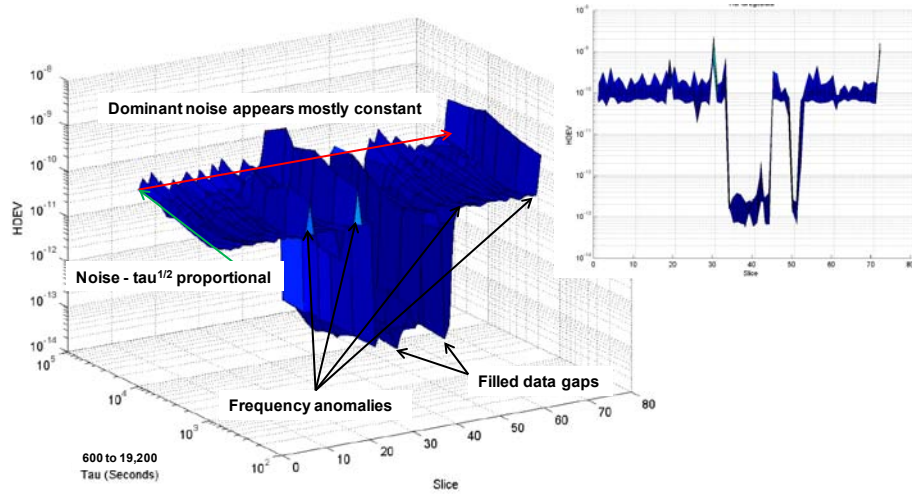 10⁻⁸
10⁻⁹
10⁻¹⁰
10⁻¹¹
10⁻¹²
10⁻¹³
10⁻¹⁴
HDEV
Dominant noise appears mostly constant
Noise - tau^1/2 proportional
Frequency anomalies
Filled data gaps
10⁵
10⁴
10³
10²
600 to 19,200
Tau (Seconds)
0
10
20
30
40
50
60
70
80
Slice
HDEV
0 10 20 30 40 50 60 70 80
Slice